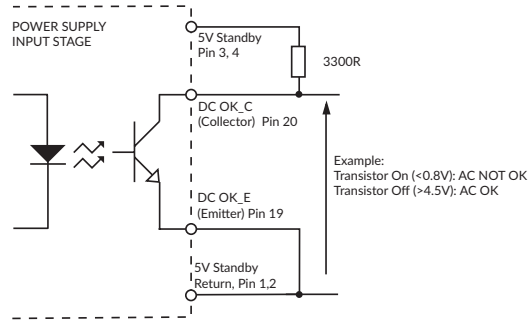 POWER SUPPLY
INPUT STAGE
5V Standby
Pin 3, 4
3300R
DC OK_C
(Collector) Pin 20
Example:
Transistor On (<0.8V): AC NOT OK
Transistor Off (>4.5V): AC OK
DC OK_E
(Emitter) Pin 19
5V Standby
Return, Pin 1,2